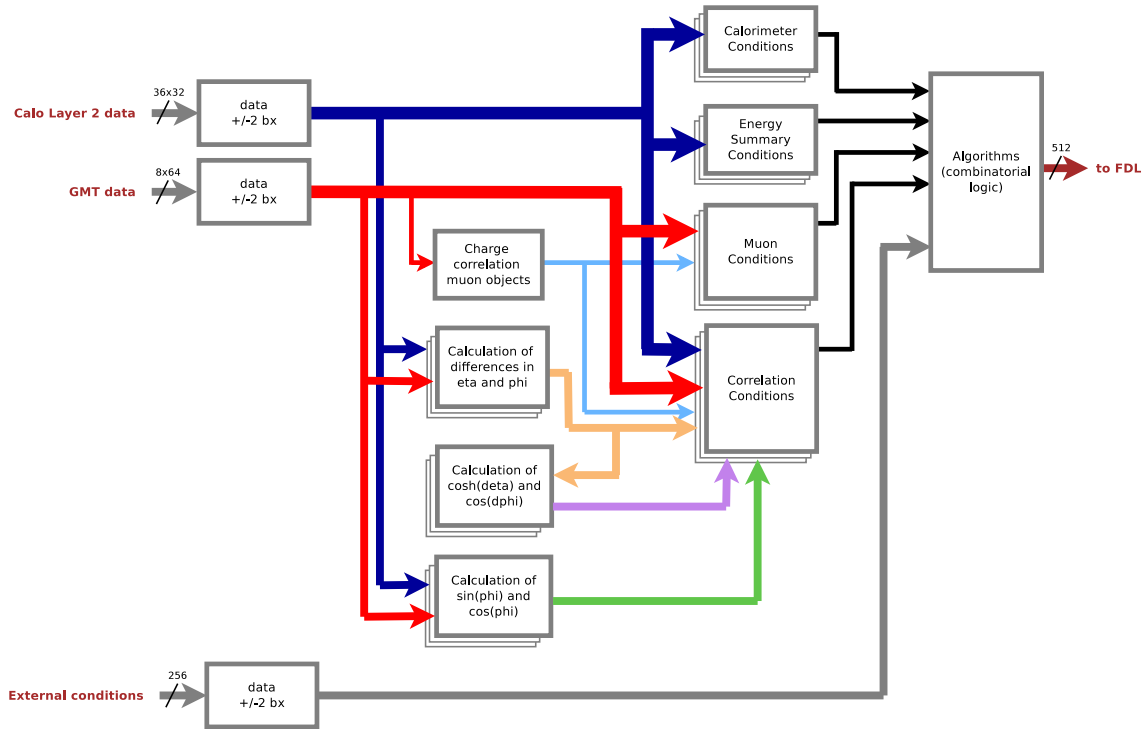 Calorimeter
Conditions
36x32
Calo Layer 2 data
data
+/-2 bx
Energy
Summary
Conditions
8x64
GMT data
data
+/-2 bx
Algorithms
(combinatorial
logic)
512
to FDL
Charge
correlation
muon objects
Muon
Conditions
Calculation of
differences in
eta and phi
Correlation
Conditions
Calculation of
cosh(deta) and
cos(dphi)
Calculation of
sin(phi) and
cos(phi)
256
External conditions
data
+/-2 bx